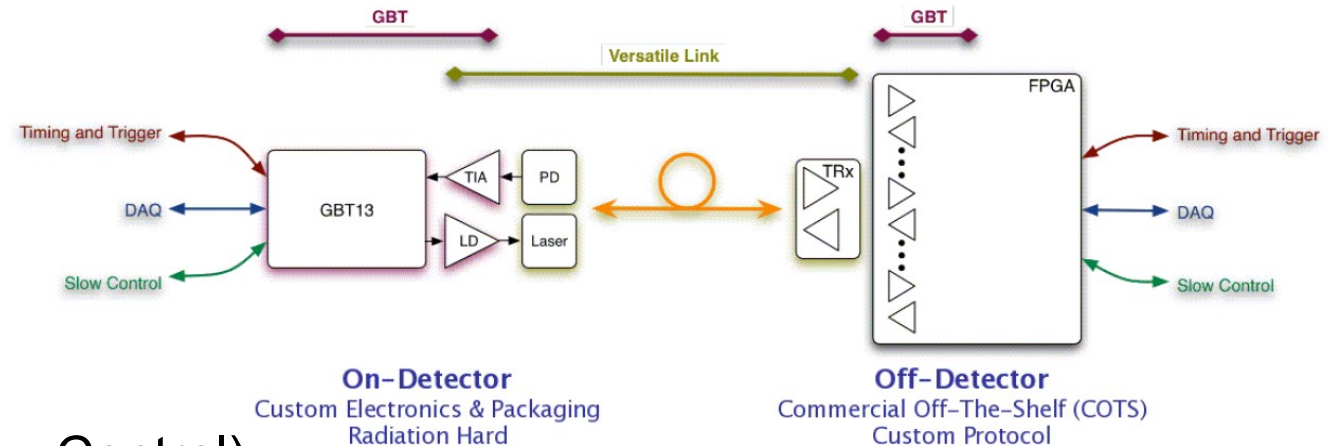 GBT
GBT
Versatile Link
FPGA
Timing and Trigger
Timing and Trigger
TRx
TIA
PD
GBT13
DAQ
DAQ
LD
Laser
Slow Control
Slow Control
On-Detector
Off-Detector
Custom Electronics & Packaging
Commercial Off-The-Shelf (COTS)
Radiation Hard
Custom Protocol
Control)